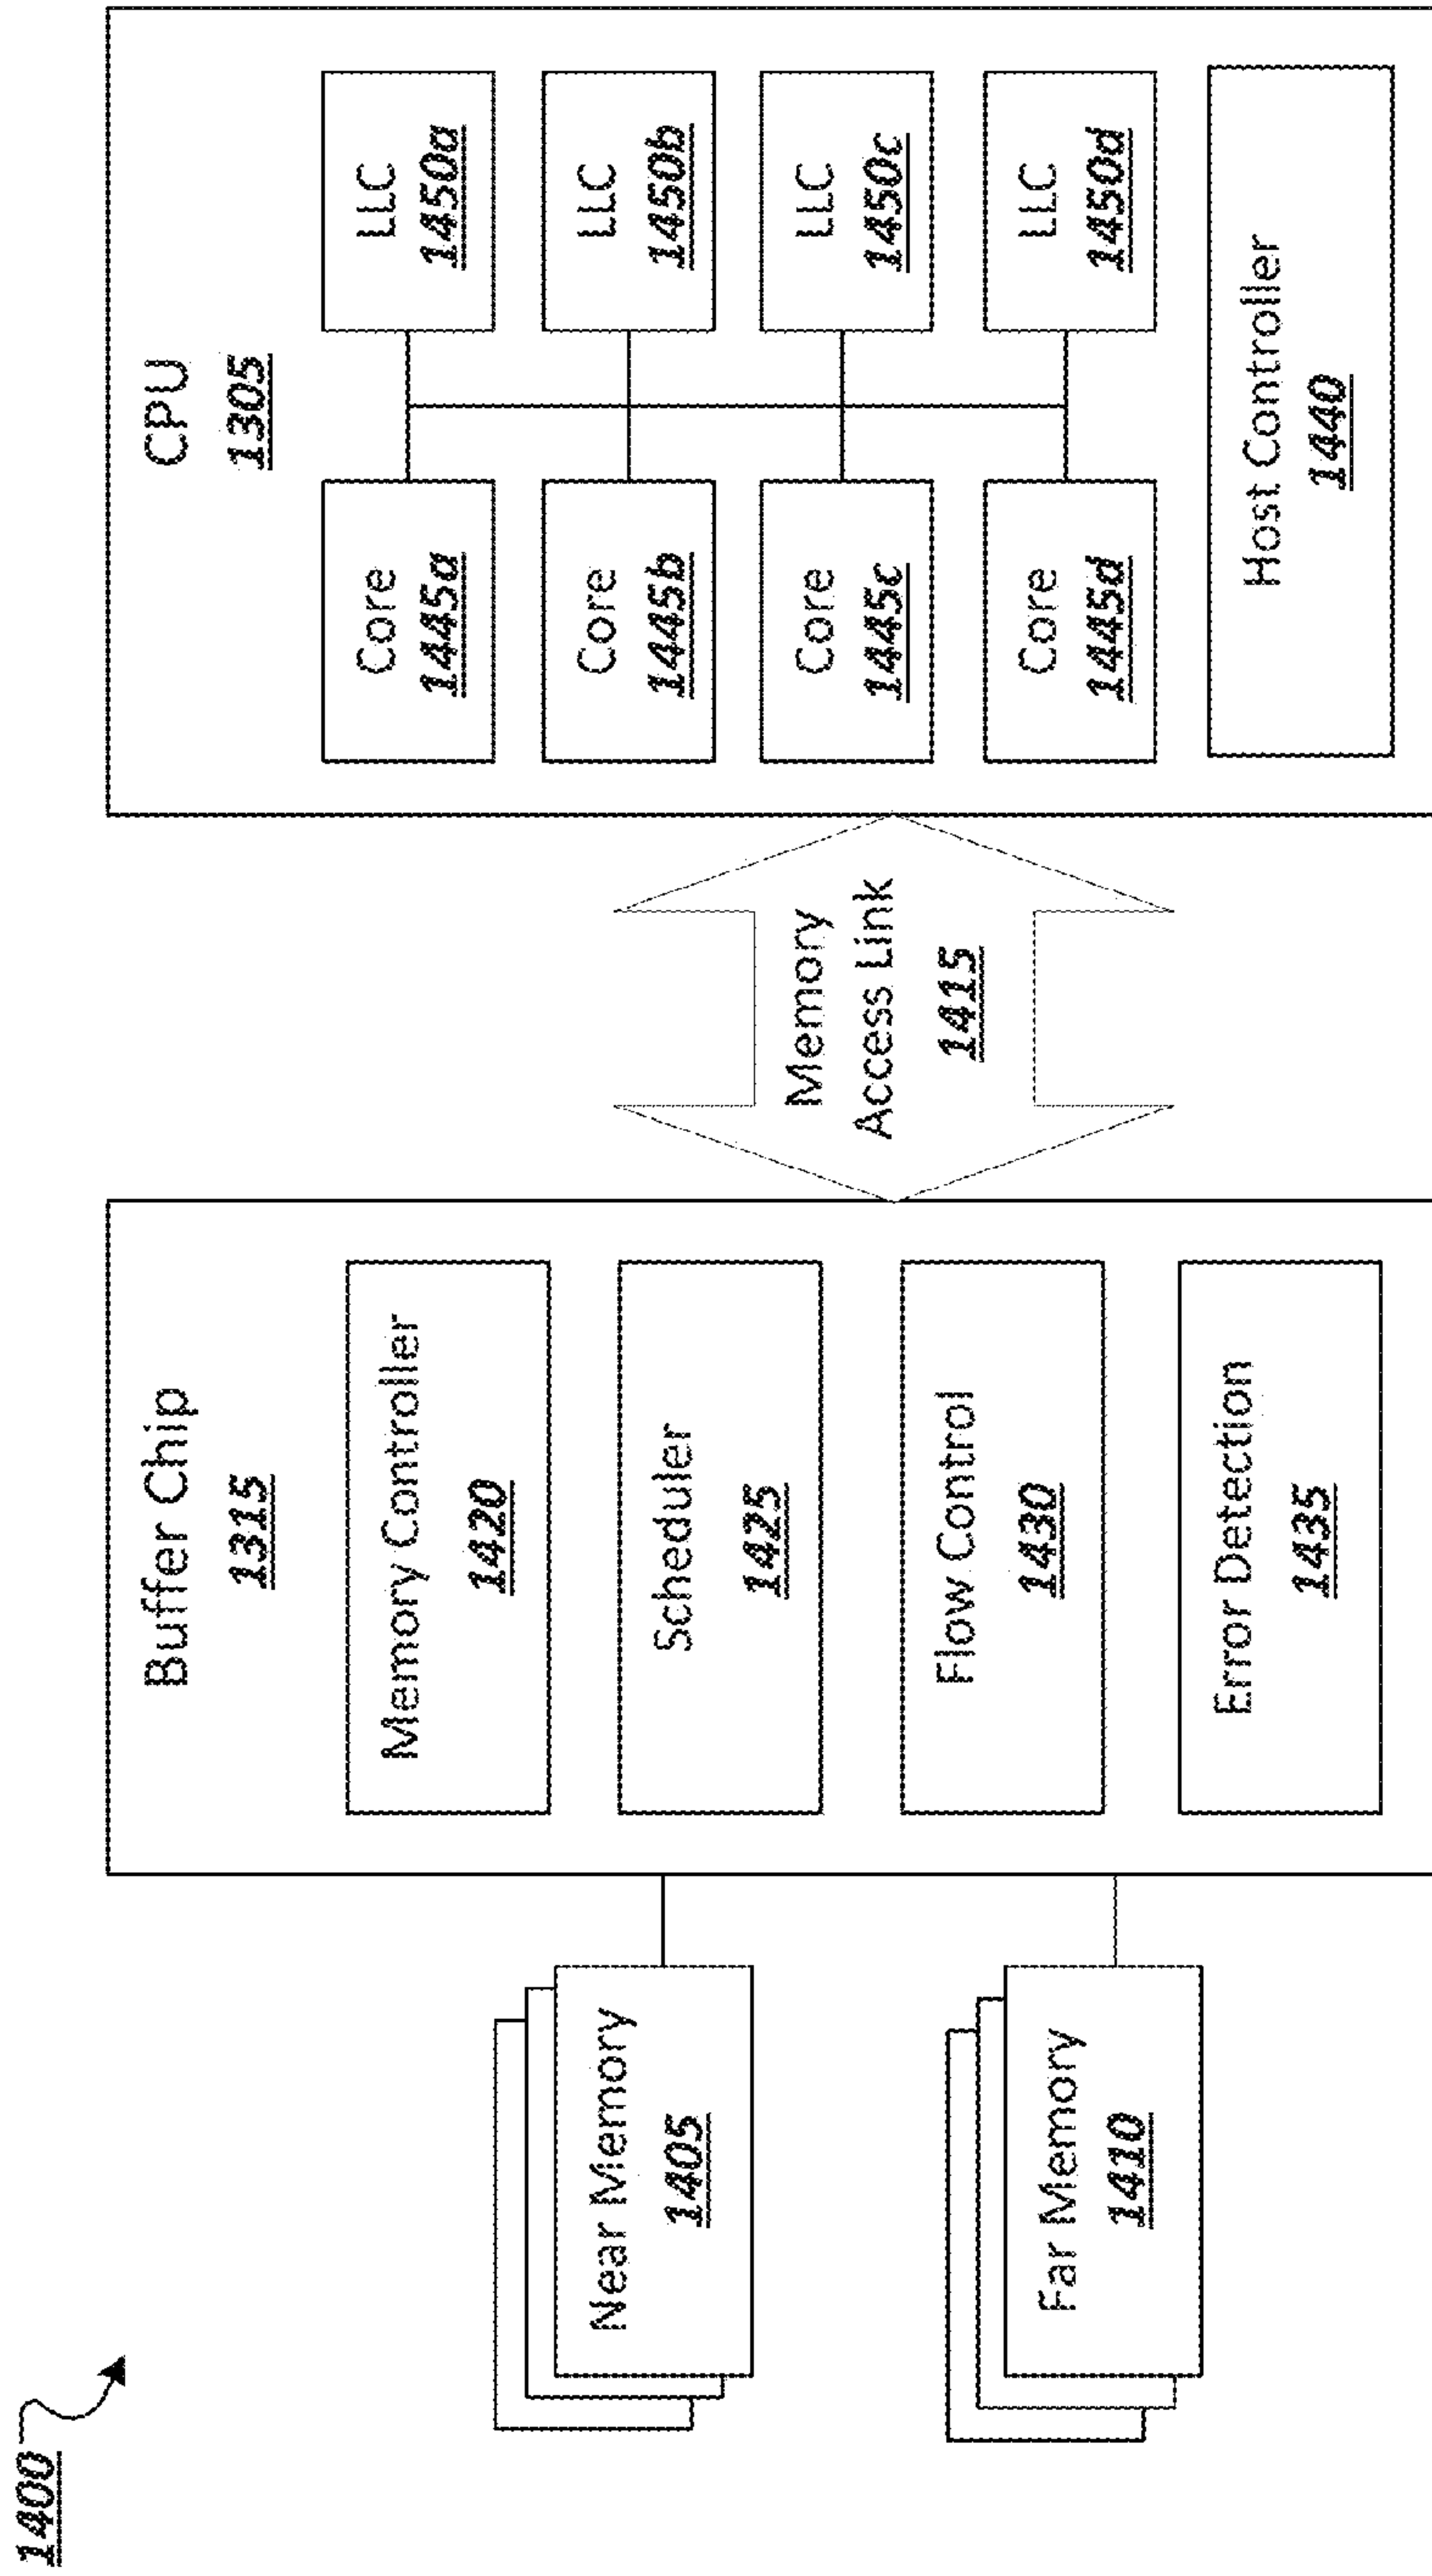 1400
Near Memory
1405
Far Memory
1410
Buffer Chip
1315
Memory Controller
1420
Scheduler
1425
Flow Control
1430
Error Detection
1435
Memory
Access Link
1415
CPU
1305
Core
1445a
LLC
1450a
Core
1445b
LLC
1450b
Core
1445c
LLC
1450c
Core
1445d
LLC
1450d
Host Controller
1440